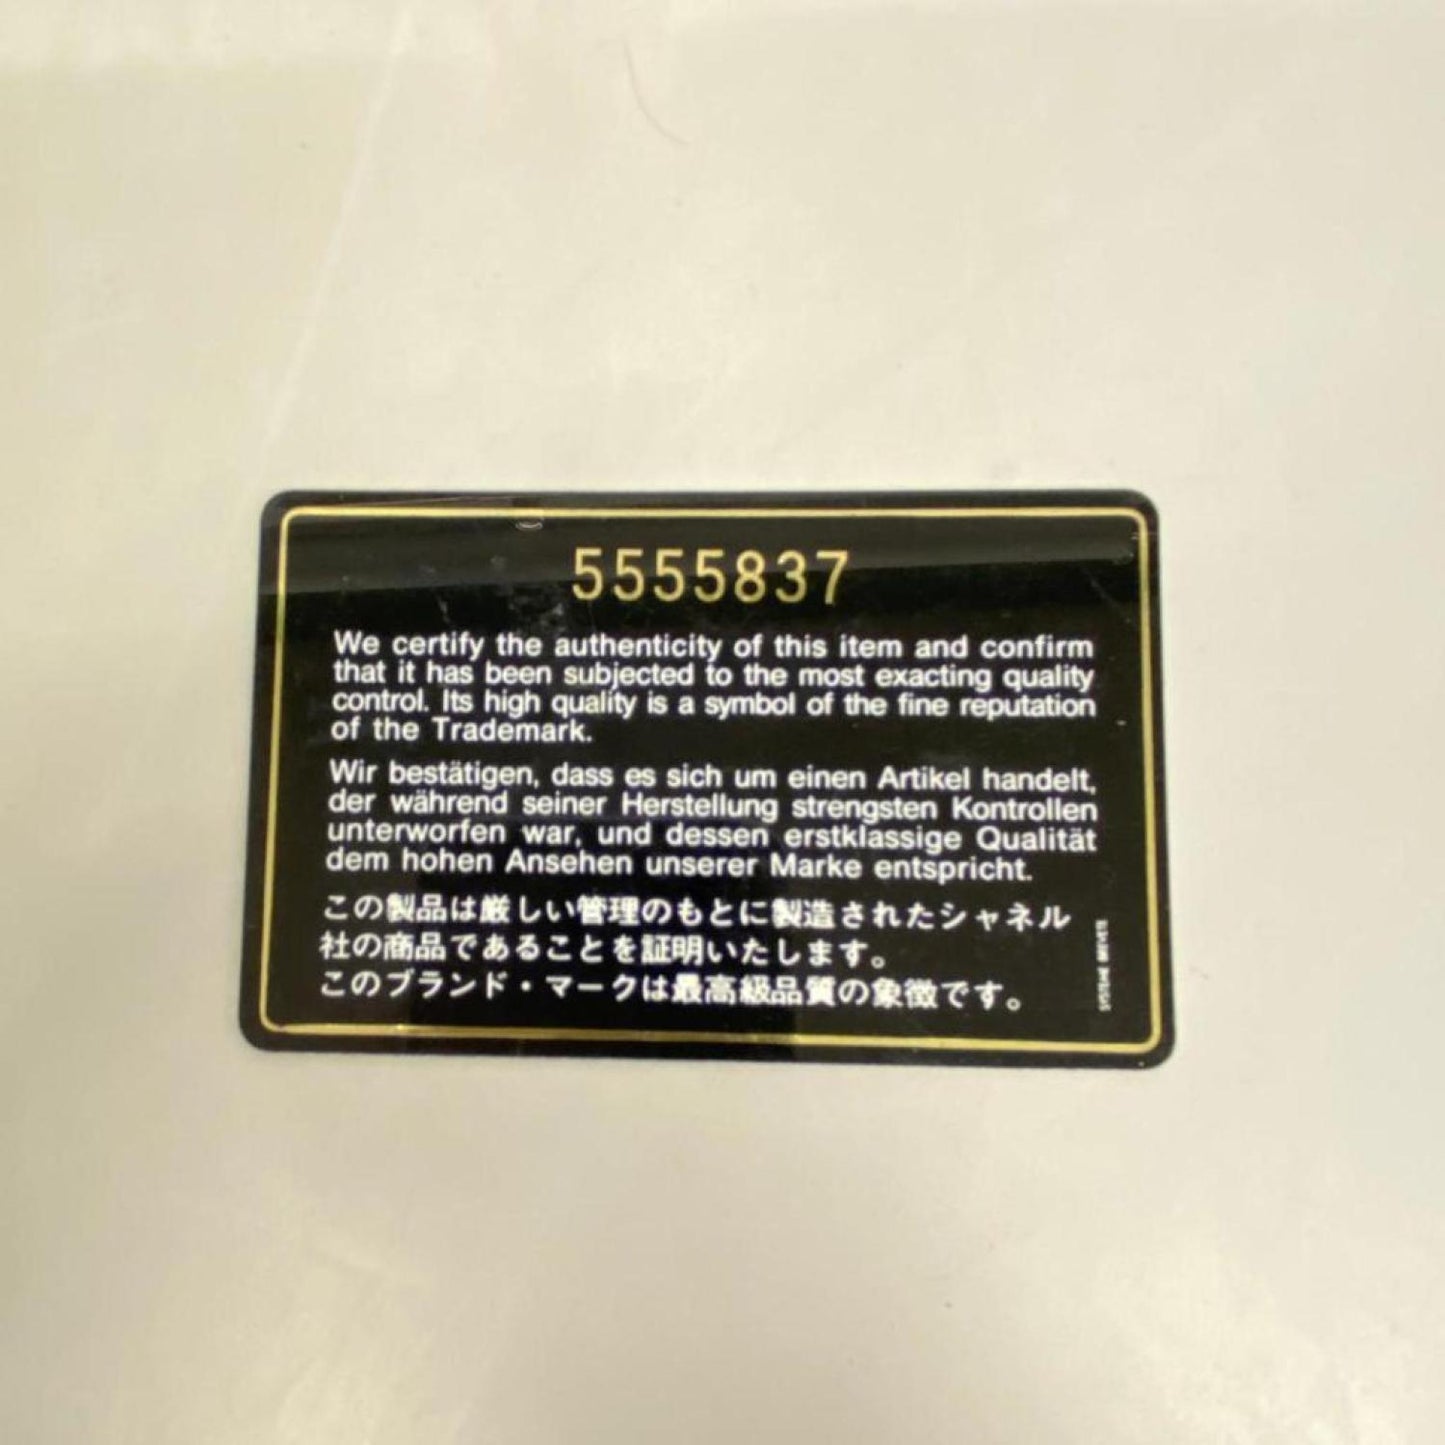 5555837
We certify the authenticity of this item and confirm
that it has been subjected to the most exacting quality
control. Its high quality is a symbol of the fine reputation
of the Trademark.
Wir bestätigen, dass es sich um einen Artikel handelt,
der während seiner Herstellung strengsten Kontrollen
unterworfen war, und dessen erstklassige Qualität
dem hohen Ansehen unserer Marke entspricht.
この製品は厳しい管理のもとに製造されたシャネル
社の商品であることを証明いたします。
このブランド・マークは最高級品質の象徴です。
SYSTEME BREVETE